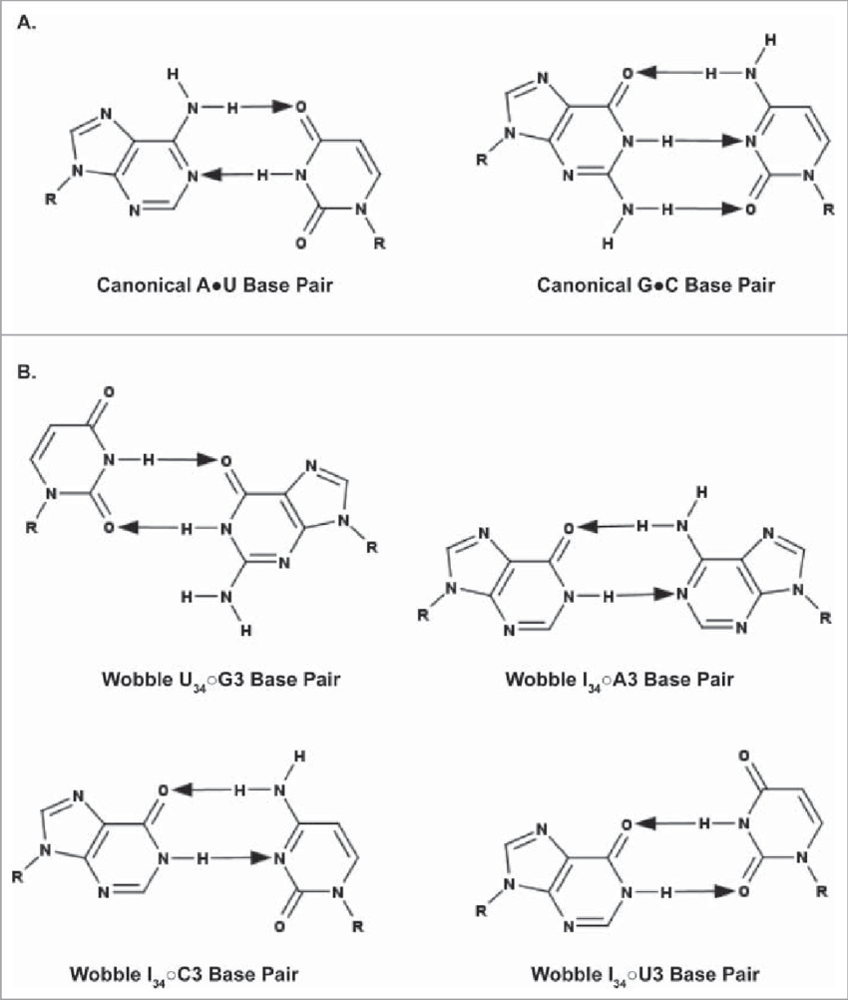 A.
H
N H O
N
N N H N
R N N
O R
Canonical A●U Base Pair
H
O H N
N
N N H N
R N N
N H O R
H
Canonical G●C Base Pair
B.
O
N H O N
N O H N N
R N R
H N
H
Wobble U34○G3 Base Pair
H
O H N
N N
N N H N N
R N N R
Wobble I34○A3 Base Pair
H
O H N
N
N N H N
R N N
O R
Wobble I34○C3 Base Pair
O
O H N
N
N N H O N
R N R
Wobble I34○U3 Base Pair